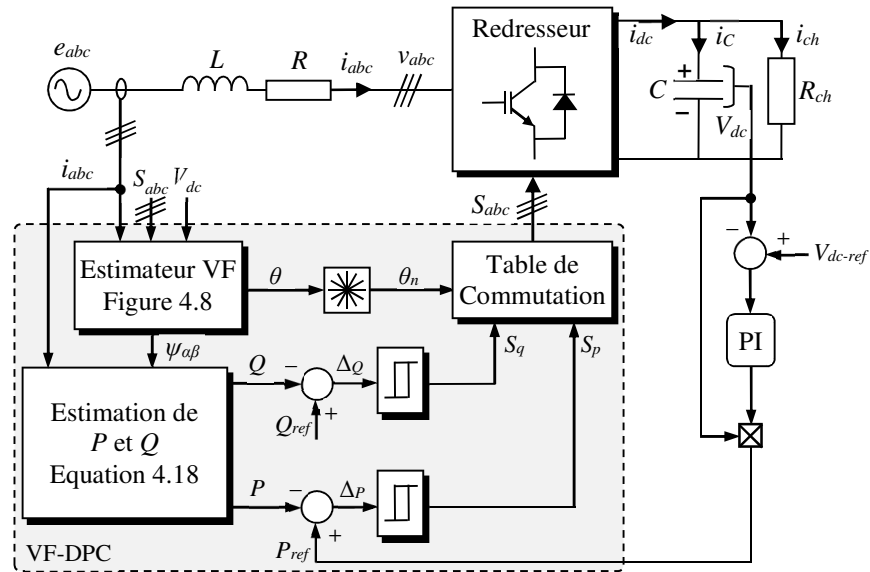 e_abc
L
R
i_abc
v_abc
Redresseur
i_dc
i_C
i_ch
+
C
−
V_dc
R_ch
i_abc
S_abc
V_dc
S_abc
Estimateur VF
Figure 4.8
θ
θ_n
Table de
Commutation
−
+
V_dc-ref
ψ_αβ
S_q
S_p
PI
Estimation de
P et Q
Equation 4.18
Q
−
Δ_Q
+
Q_ref
P
−
Δ_P
+
P_ref
VF-DPC